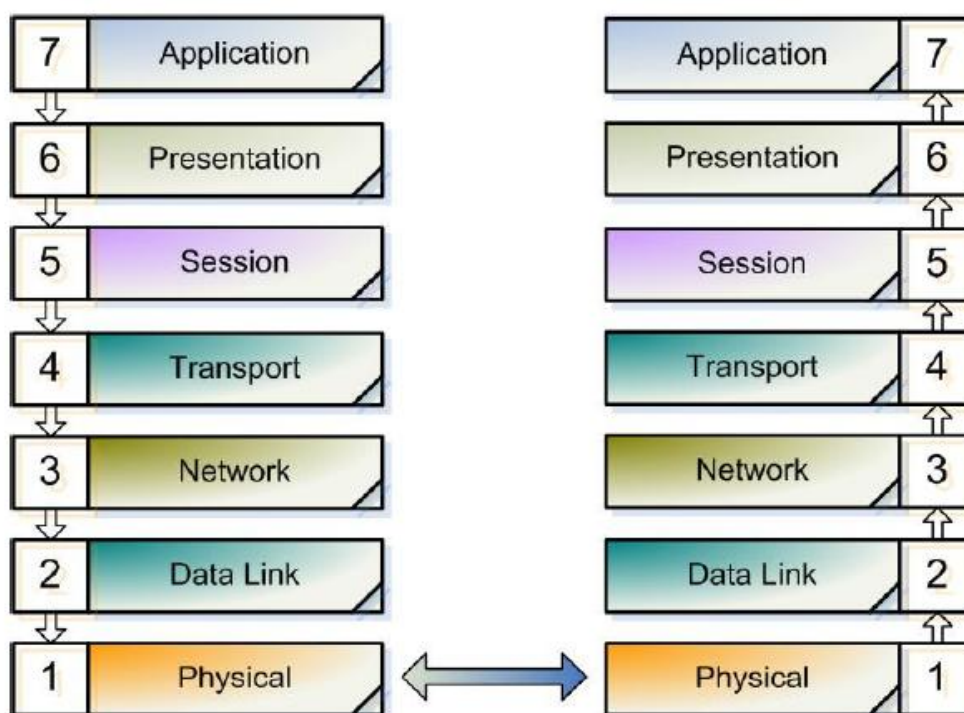 7 Application Application 7
6 Presentation Presentation 6
5 Session Session 5
4 Transport Transport 4
3 Network Network 3
2 Data Link Data Link 2
1 Physical Physical 1